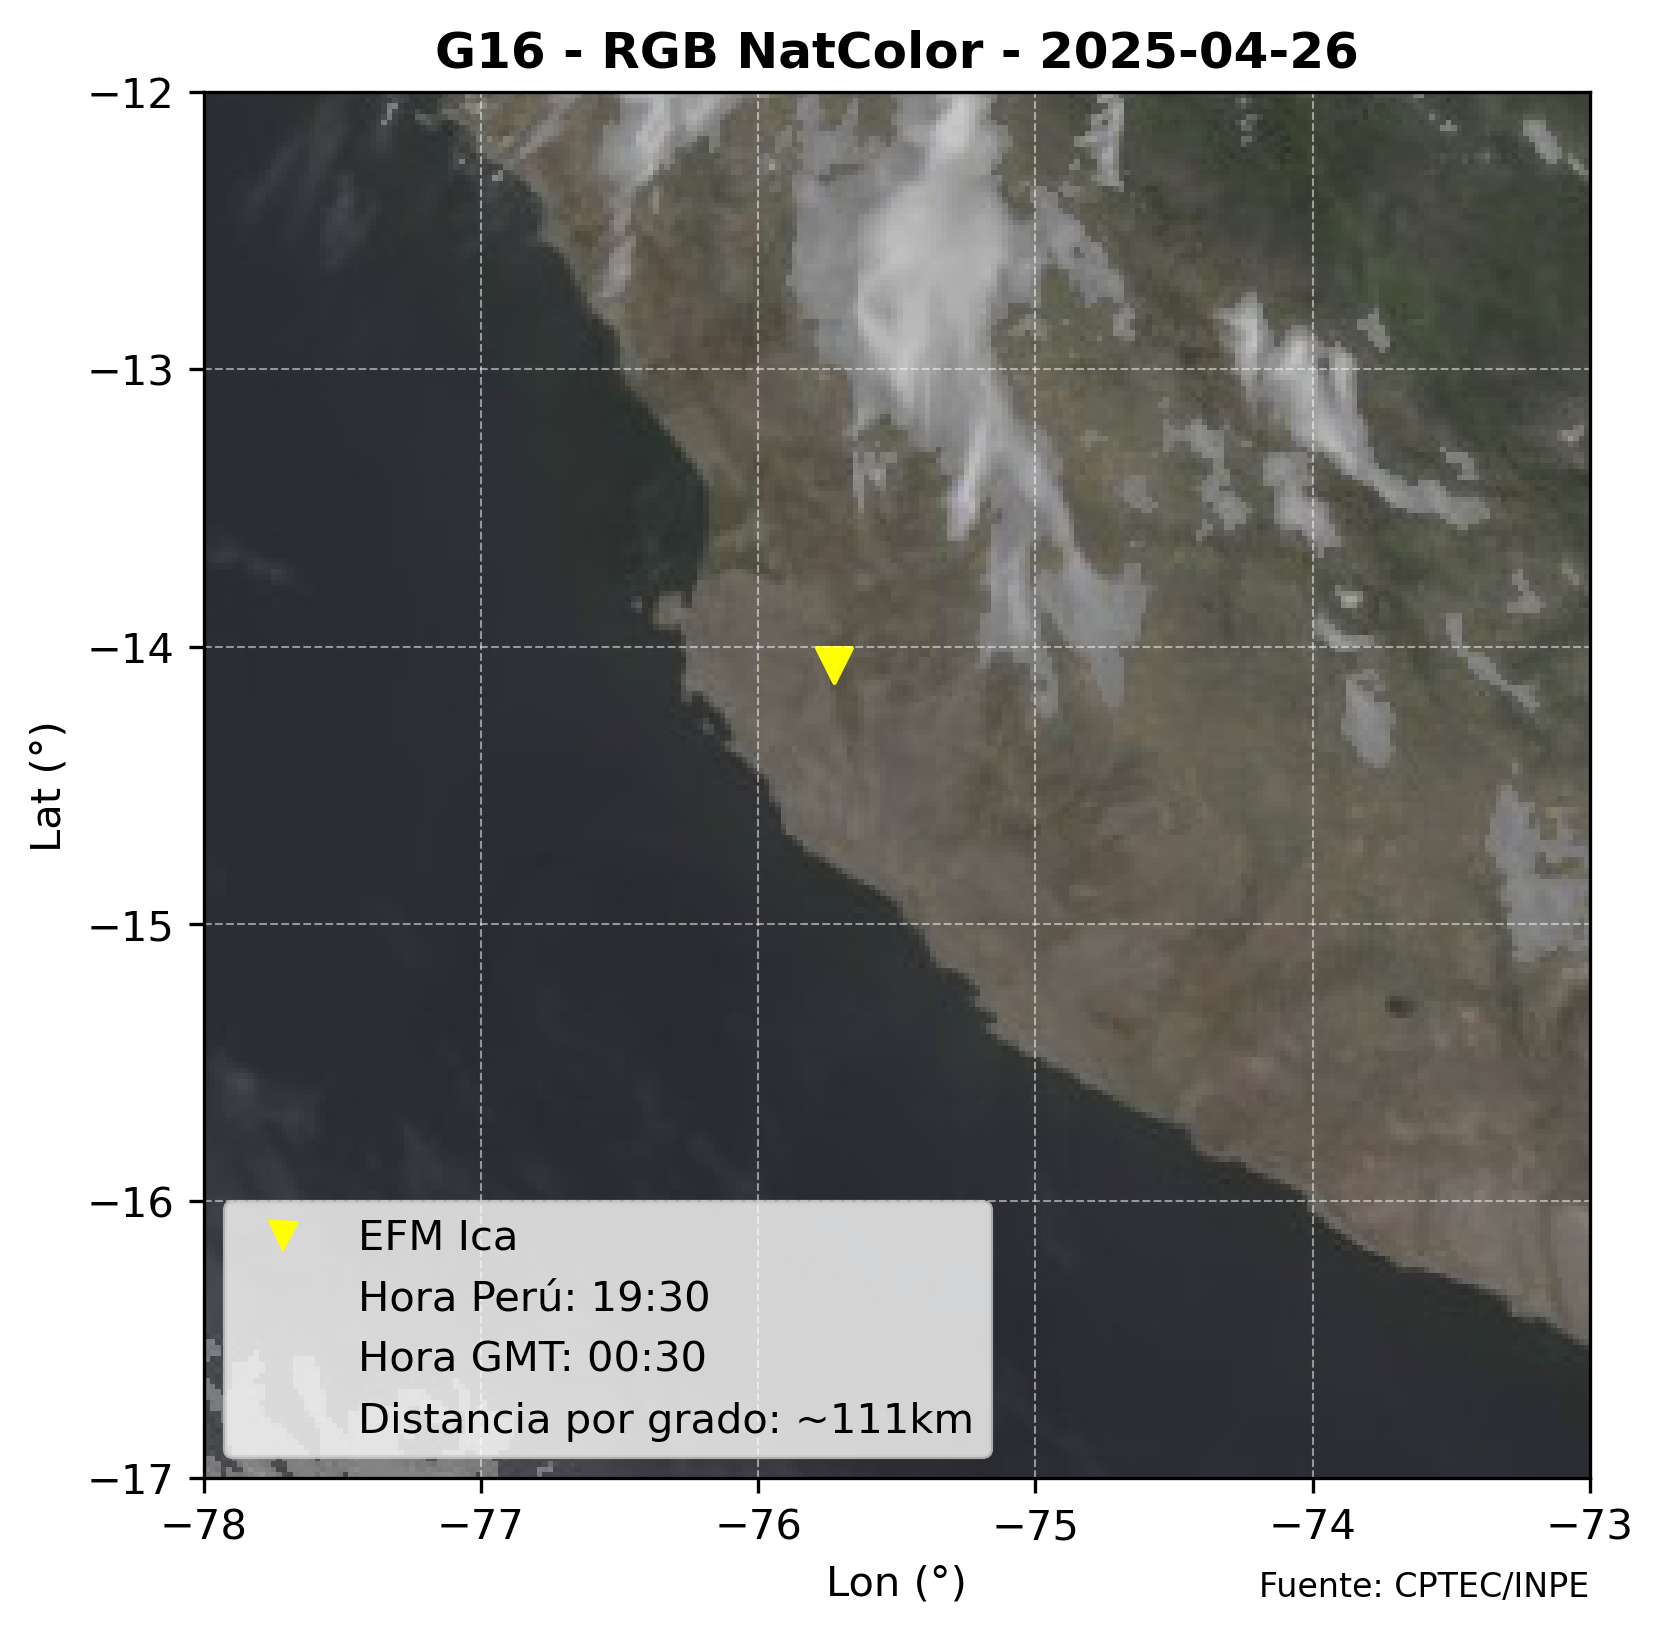 G16 - RGB NatColor - 2025-04-26
−12
−13
−14
−15
−16
−17
Lat (°)
EFM Ica
Hora Perú: 19:30
Hora GMT: 00:30
Distancia por grado: ~111km
−78 −77 −76 −75 −74 −73
Lon (°)
Fuente: CPTEC/INPE